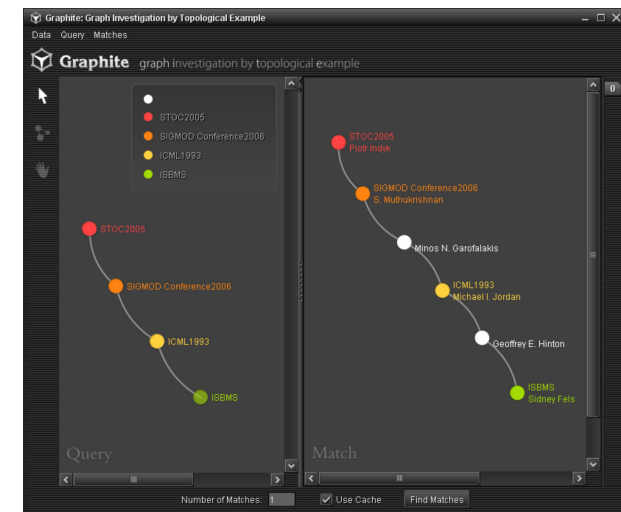 Graphite: Graph Investigation by Topological Example
Data Query Matches
Graphite graph investigation by topological example
STOC2005
SIGMOD Conference2006
ICML1993
ISBMS
STOC2005
SIGMOD Conference2006
ICML1993
ISBMS
Query
STOC2005
Piotr Indyk
SIGMOD Conference2006
S. Muthukrishnan
Minos N. Garofalakis
ICML1993
Michael I. Jordan
Geoffrey E. Hinton
ISBMS
Sidney Fels
Match
0
Number of Matches: 1 Use Cache Find Matches